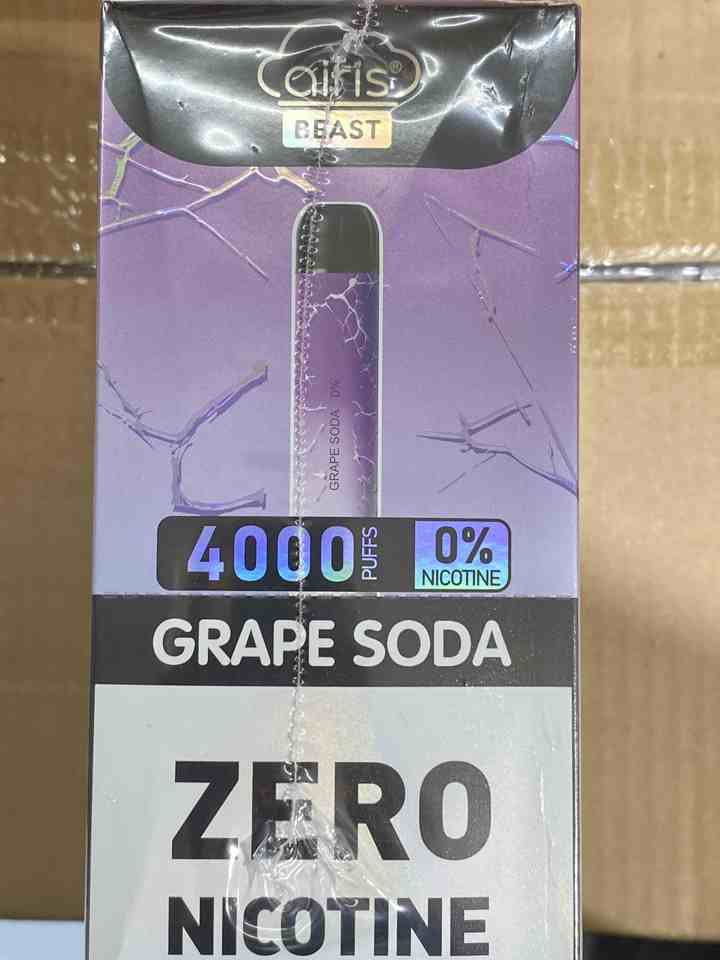 airis®
BEAST
GRAPE SODA 0%
4000 PUFFS
0%
NICOTINE
GRAPE SODA
ZERO
NICOTINE